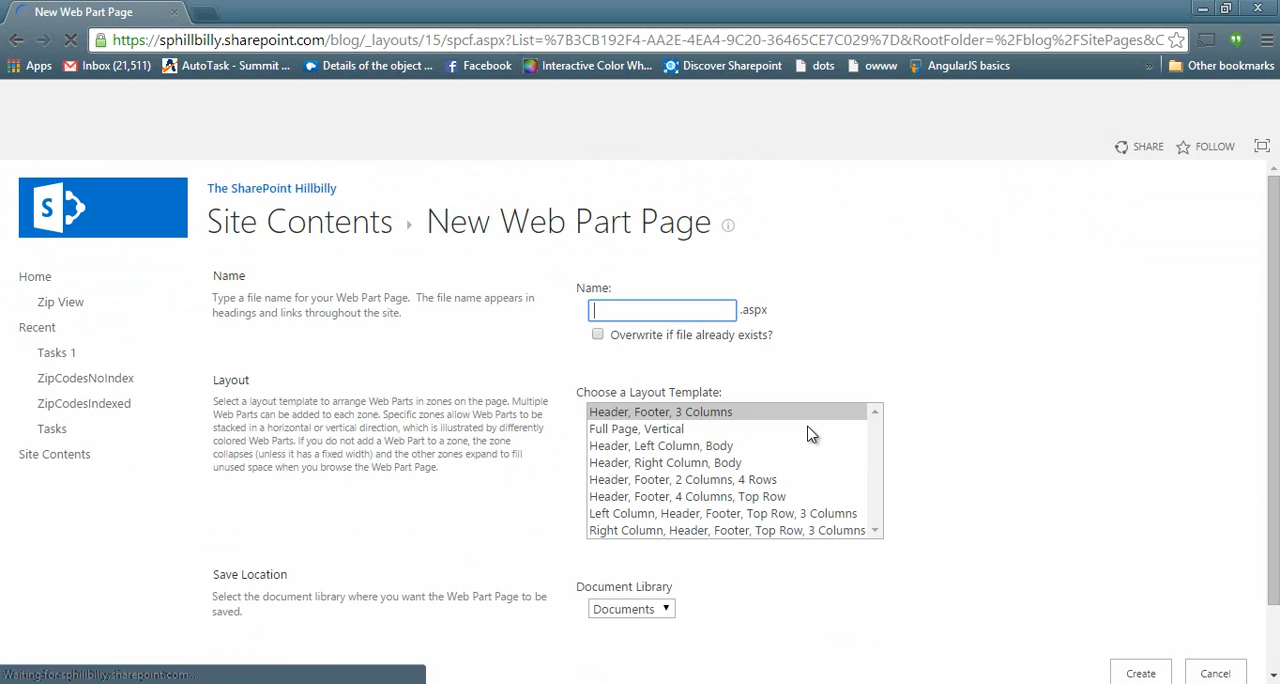 New Web Part Page
https://sphillbilly.sharepoint.com/blog/_layouts/15/spcf.aspx?List=%7B3CB192F4-AA2E-4EA4-9C20-36465CE7C029%7D&RootFolder=%2Fblog%2FSitePages&C
Apps Inbox (21,511) AutoTask - Summit ... Details of the object ... Facebook Interactive Color Wh... Discover Sharepoint dots owww AngularJS basics » Other bookmarks
SHARE FOLLOW
The SharePoint Hillbilly
Site Contents New Web Part Page
Home
Zip View
Recent
Tasks 1
ZipCodesNoIndex
ZipCodesIndexed
Tasks
Site Contents
Name
Type a file name for your Web Part Page. The file name appears in
headings and links throughout the site.
Name:
.aspx
Overwrite if file already exists?
Layout
Select a layout template to arrange Web Parts in zones on the page. Multiple
Web Parts can be added to each zone. Specific zones allow Web Parts to be
stacked in a horizontal or vertical direction, which is illustrated by differently
colored Web Parts. If you do not add a Web Part to a zone, the zone
collapses (unless it has a fixed width) and the other zones expand to fill
unused space when you browse the Web Part Page.
Choose a Layout Template:
Header, Footer, 3 Columns
Full Page, Vertical
Header, Left Column, Body
Header, Right Column, Body
Header, Footer, 2 Columns, 4 Rows
Header, Footer, 4 Columns, Top Row
Left Column, Header, Footer, Top Row, 3 Columns
Right Column, Header, Footer, Top Row, 3 Columns
Save Location
Select the document library where you want the Web Part Page to be
saved.
Document Library
Documents
Create Cancel
Waiting for sphillbilly.sharepoint.com...